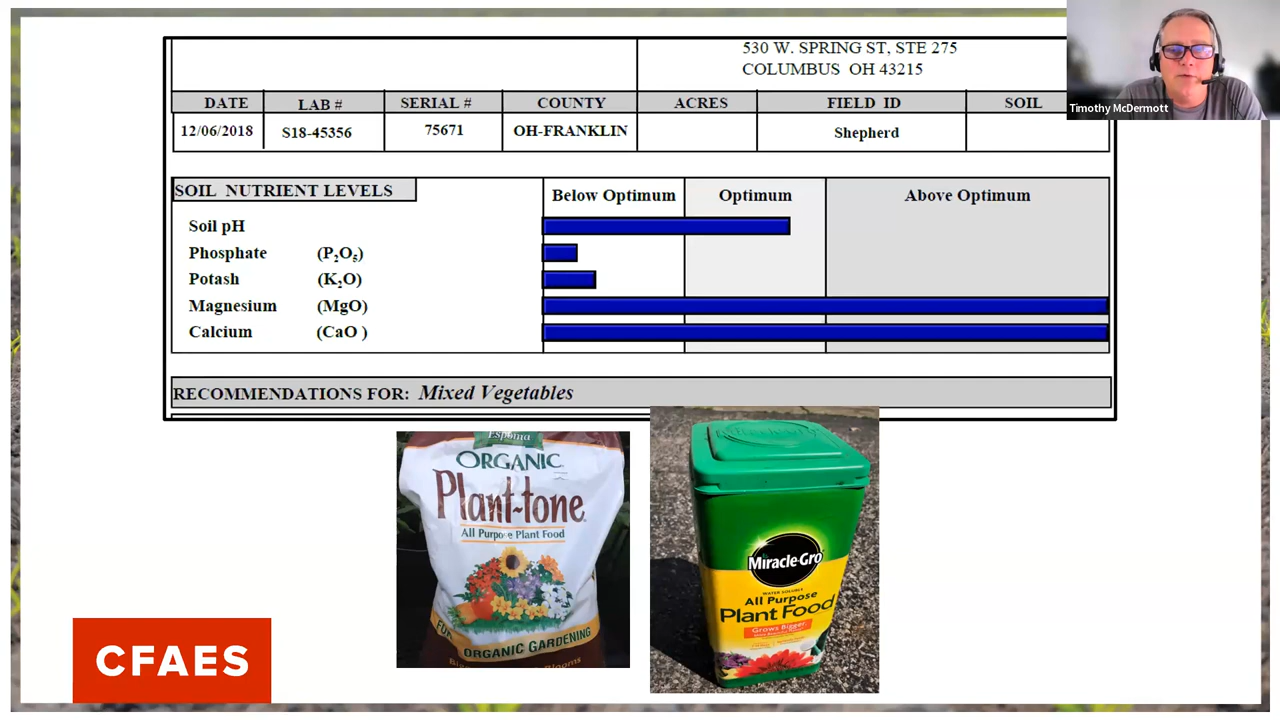 530 W. SPRING ST, STE 275
COLUMBUS OH 43215
Timothy McDermott
DATE LAB # SERIAL # COUNTY ACRES FIELD ID SOIL
12/06/2018 S18-45356 75671 OH-FRANKLIN Shepherd
SOIL NUTRIENT LEVELS Below Optimum Optimum Above Optimum
Soil pH
Phosphate (P₂O₅)
Potash (K₂O)
Magnesium (MgO)
Calcium (CaO )
RECOMMENDATIONS FOR: Mixed Vegetables
Espoma
ORGANIC
Plant-tone
All Purpose Plant Food
ORGANIC GARDENING
Blooms
Miracle-Gro
WATER SOLUBLE
All Purpose
Plant Food
Grows Bigger
CFAES